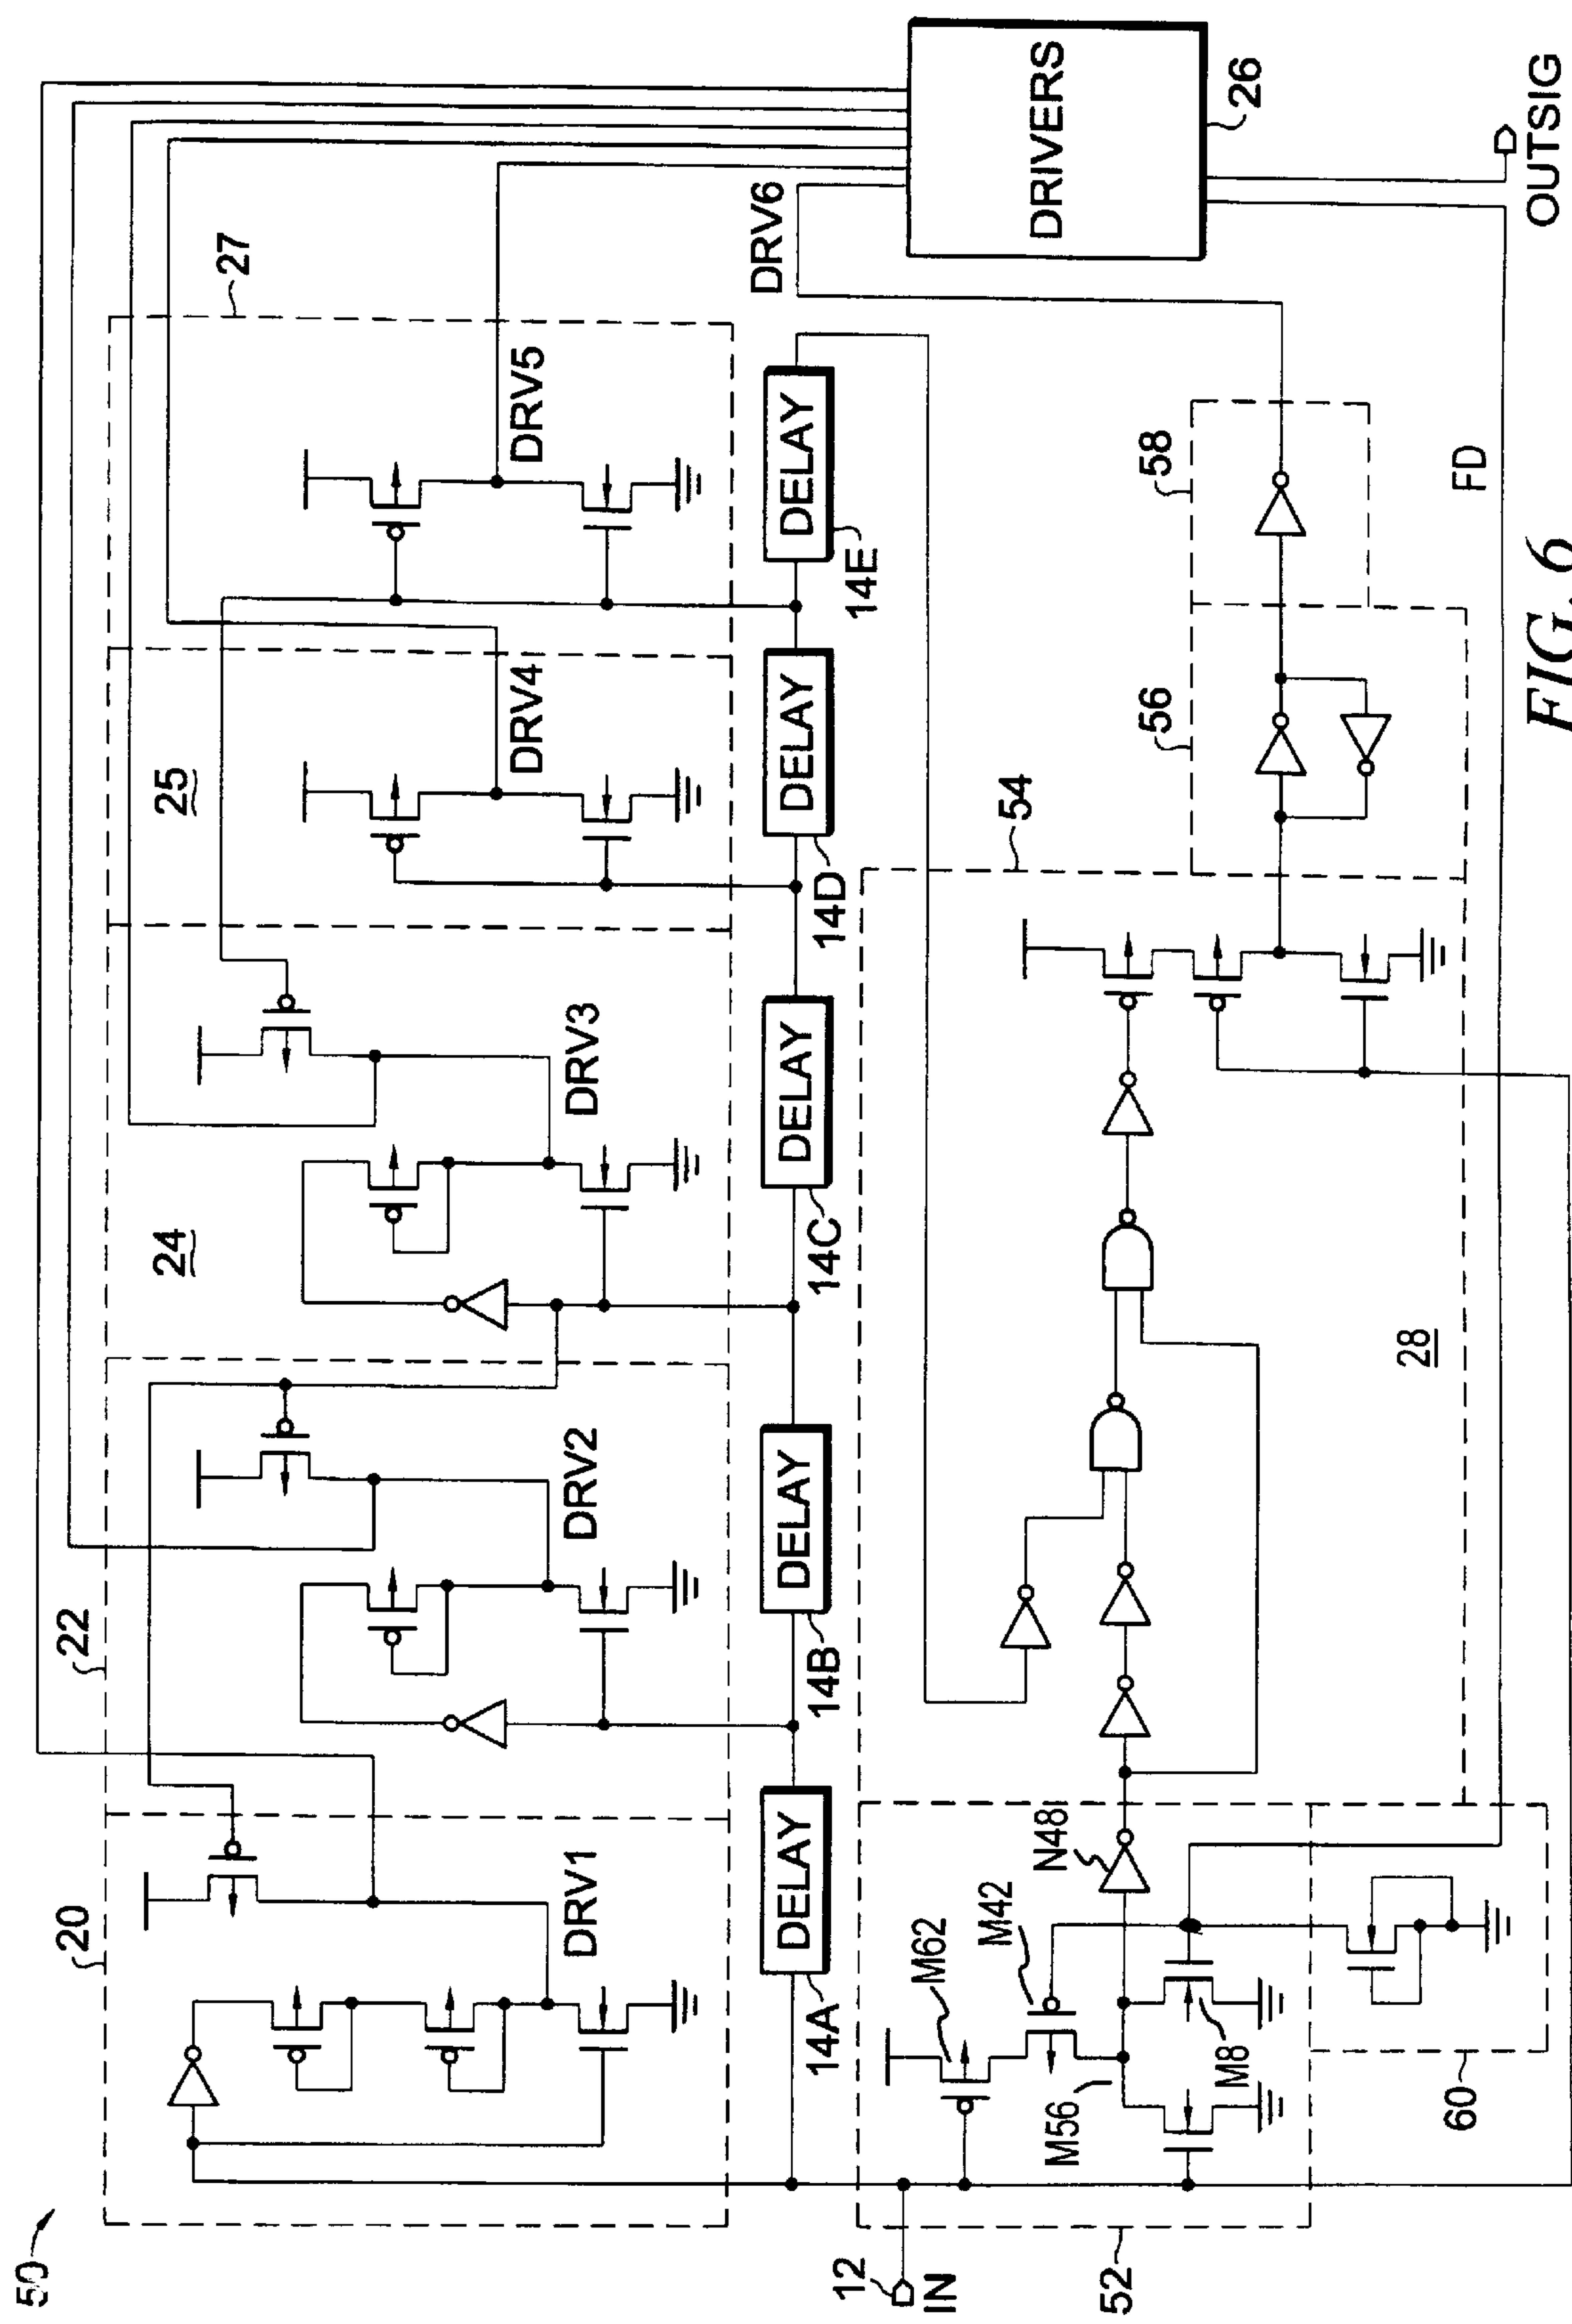 50
20
22
24
25
27
DRV1
DRV2
DRV3
DRV4
DRV5
DRV6
DELAY
DELAY
DELAY
DELAY
DELAY
14A
14B
14C
14D
14E
DRIVERS
26
OUTSIG
12
IN
52
M62
M42
M56
M8
N48
60
54
28
56
58
FD
FIG. 6